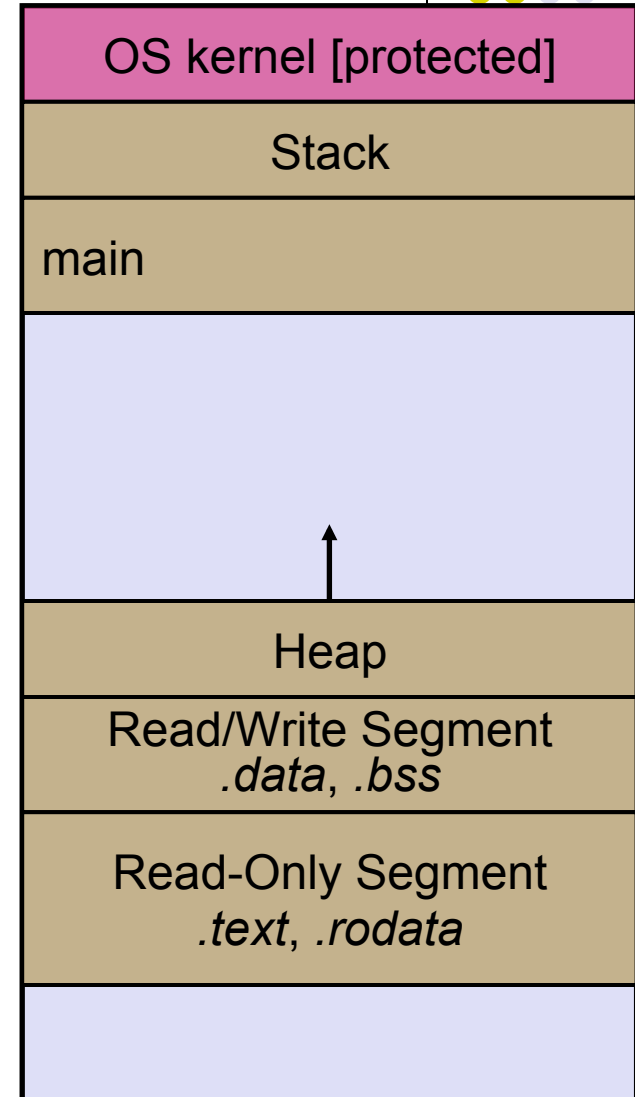 OS kernel [protected]
Stack
main
Heap
Read/Write Segment
.data, .bss
Read-Only Segment
.text, .rodata